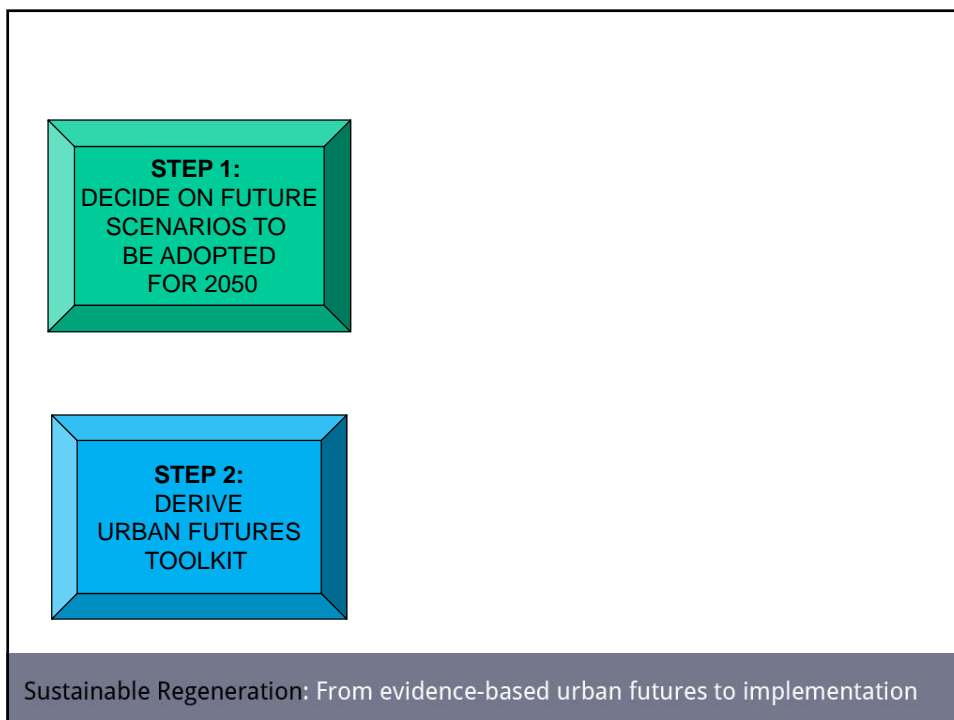 STEP 1:
DECIDE ON FUTURE
SCENARIOS TO
BE ADOPTED
FOR 2050
STEP 2:
DERIVE
URBAN FUTURES
TOOLKIT
Sustainable Regeneration: From evidence-based urban futures to implementation